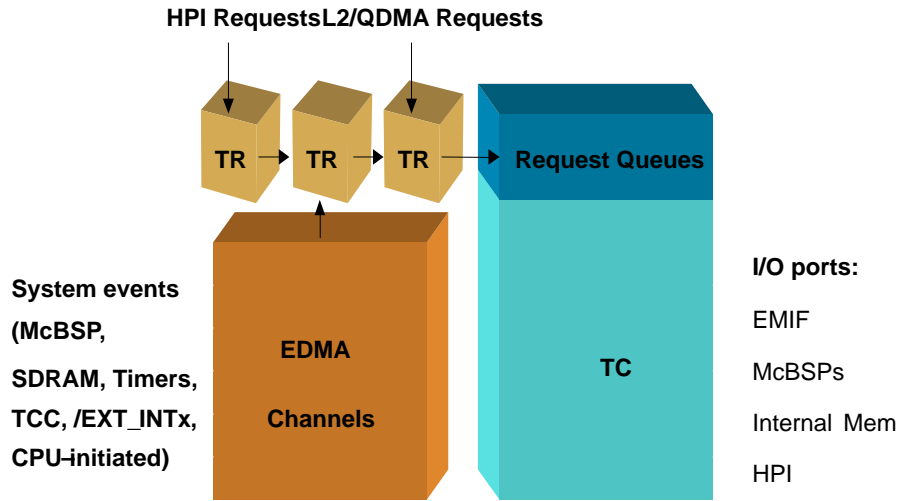 HPI RequestsL2/QDMA Requests
TR TR TR Request Queues
System events
(McBSP,
SDRAM, Timers,
TCC, /EXT_INTx,
CPU–initiated)
EDMA
Channels
TC
I/O ports:
EMIF
McBSPs
Internal Mem
HPI